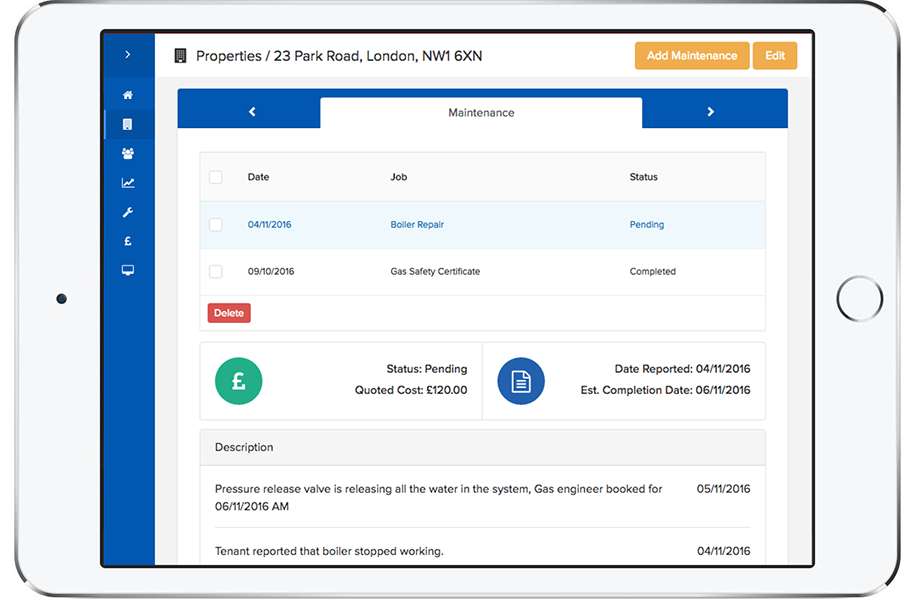 Properties / 23 Park Road, London, NW1 6XN
Add Maintenance
Edit
Maintenance
Date Job Status
04/11/2016 Boiler Repair Pending
09/10/2016 Gas Safety Certificate Completed
Delete
£
Status: Pending
Quoted Cost: £120.00
Date Reported: 04/11/2016
Est. Completion Date: 06/11/2016
£
Description
Pressure release valve is releasing all the water in the system, Gas engineer booked for 05/11/2016
06/11/2016 AM
Tenant reported that boiler stopped working. 04/11/2016